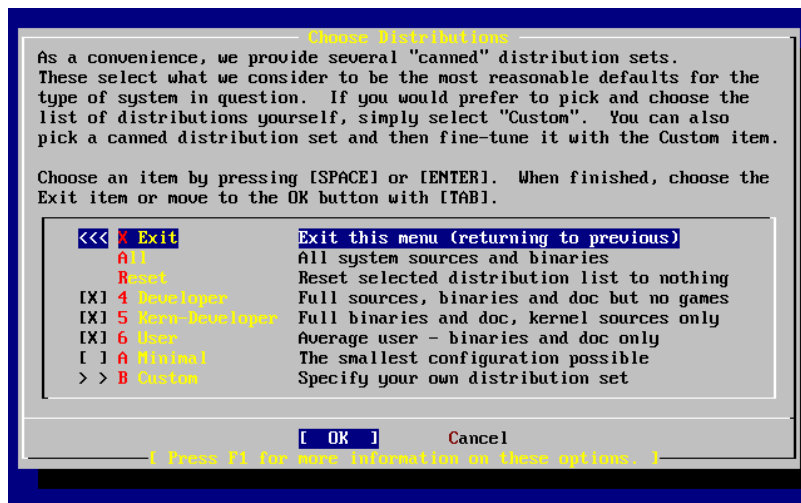 Choose Distributions
As a convenience, we provide several "canned" distribution sets.
These select what we consider to be the most reasonable defaults for the
type of system in question.  If you would prefer to pick and choose the
list of distributions yourself, simply select "Custom".  You can also
pick a canned distribution set and then fine-tune it with the Custom item.
Choose an item by pressing [SPACE] or [ENTER].  When finished, choose the
Exit item or move to the OK button with [TAB].
<<< X Exit Exit this menu (returning to previous)
All All system sources and binaries
Reset Reset selected distribution list to nothing
[X] 4 Developer Full sources, binaries and doc but no games
[X] 5 Kern-Developer Full binaries and doc, kernel sources only
[X] 6 User Average user - binaries and doc only
[ ] A Minimal The smallest configuration possible
> > B Custom Specify your own distribution set
[ OK ] Cancel
[ Press F1 for more information on these options. ]